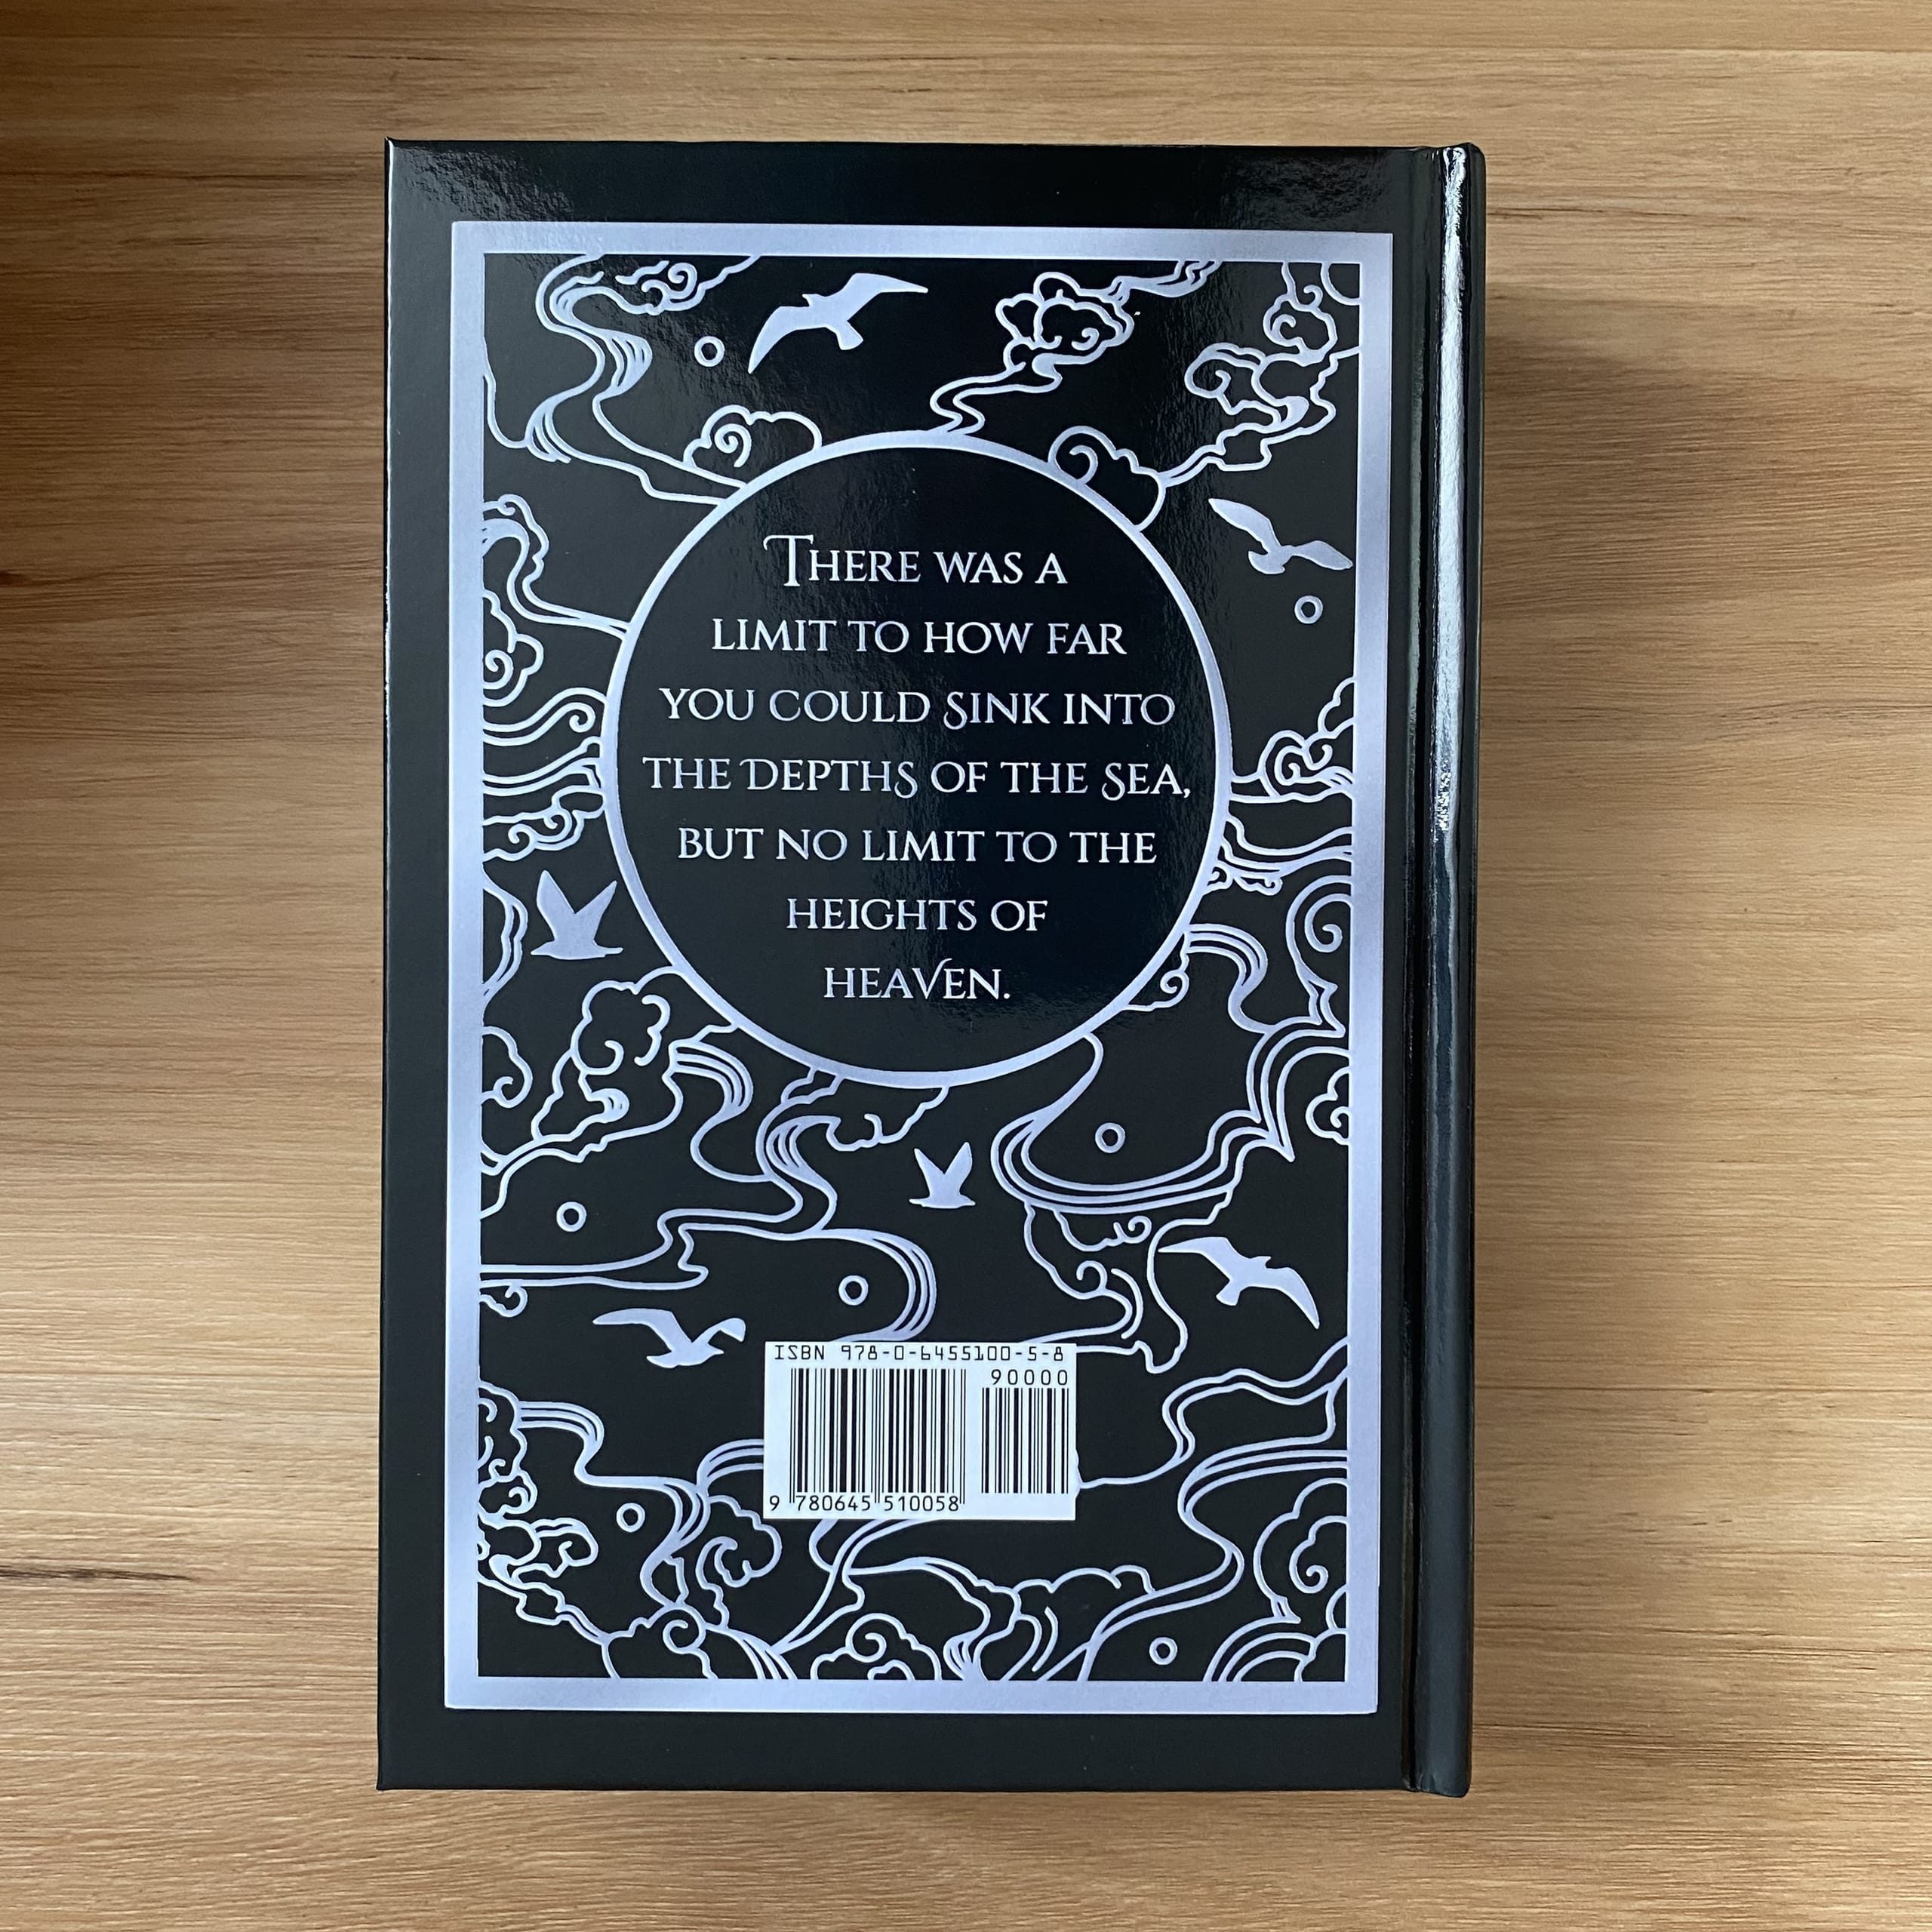 THERE WAS A
LIMIT TO HOW FAR
YOU COULD SINK INTO
THE DEPTHS OF THE SEA,
BUT NO LIMIT TO THE
HEIGHTS OF
HEAVEN.
ISBN 978-0-6455100-5-8
90000
9 780645 510058